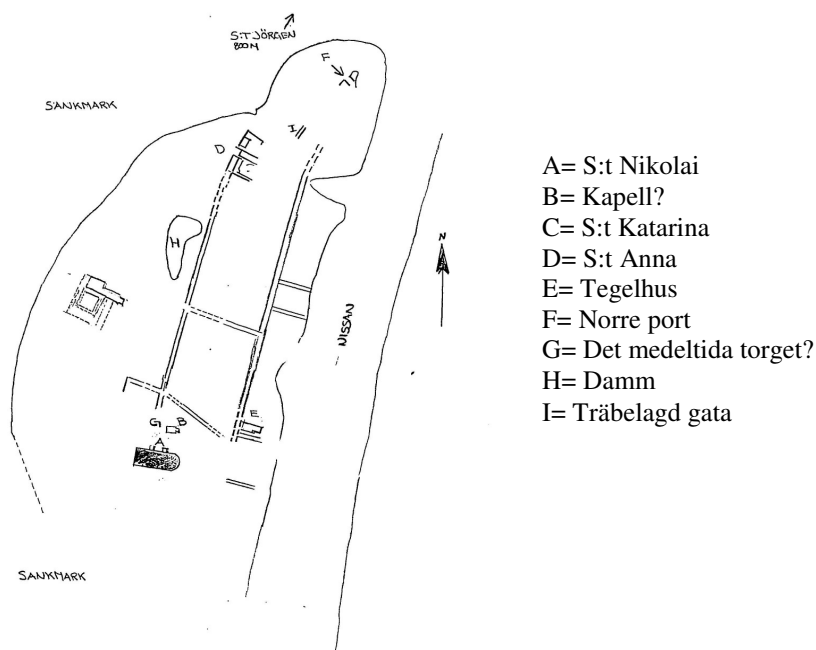 S:T JÖRGEN
800 M
F
SANKMARK
I
D
H
N
NISSAN
E
G
B
A
SANKMARK
A= S:t Nikolai
B= Kapell?
C= S:t Katarina
D= S:t Anna
E= Tegelhus
F= Norre port
G= Det medeltida torget?
H= Damm
I= Träbelagd gata